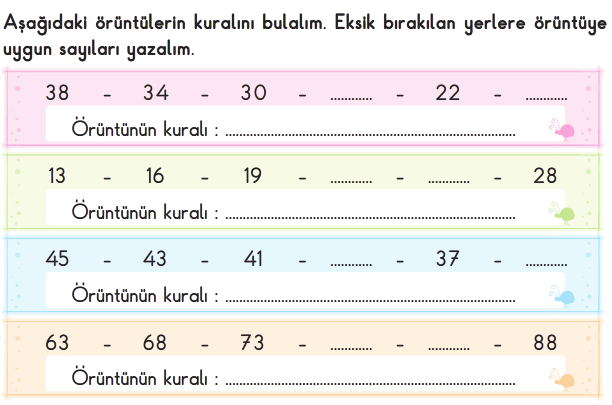 Aşağıdaki örüntülerin kuralını bulalım. Eksik bırakılan yerlere örüntüye
uygun sayıları yazalım.
38 - 34 - 30 - ............ - 22 - ............
Örüntünün kuralı : ..................................................................................
13 - 16 - 19 - ............ - ............ - 28
Örüntünün kuralı : ..................................................................................
45 - 43 - 41 - ............ - 37 - ............
Örüntünün kuralı : ..................................................................................
63 - 68 - 73 - ............ - ............ - 88
Örüntünün kuralı : ..................................................................................